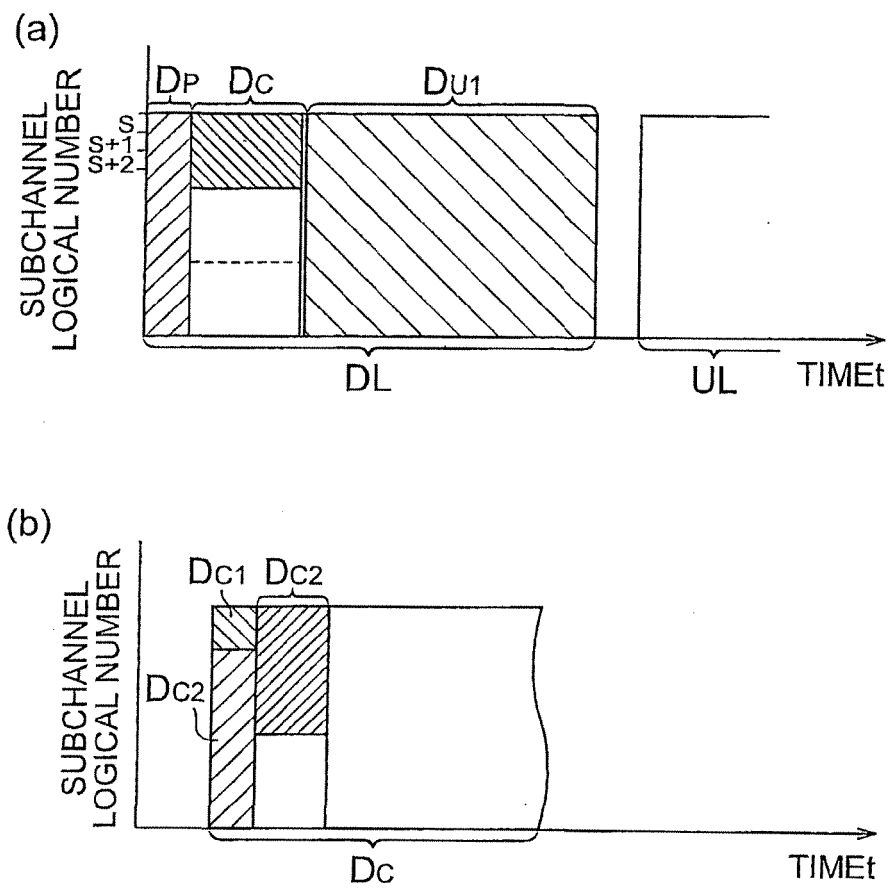 (a)
DP DC DU1
S
S+1
S+2
SUBCHANNEL
LOGICAL NUMBER
DL
UL
TIMEt
(b)
DC1 DC2
DC2
SUBCHANNEL
LOGICAL NUMBER
DC
TIMEt